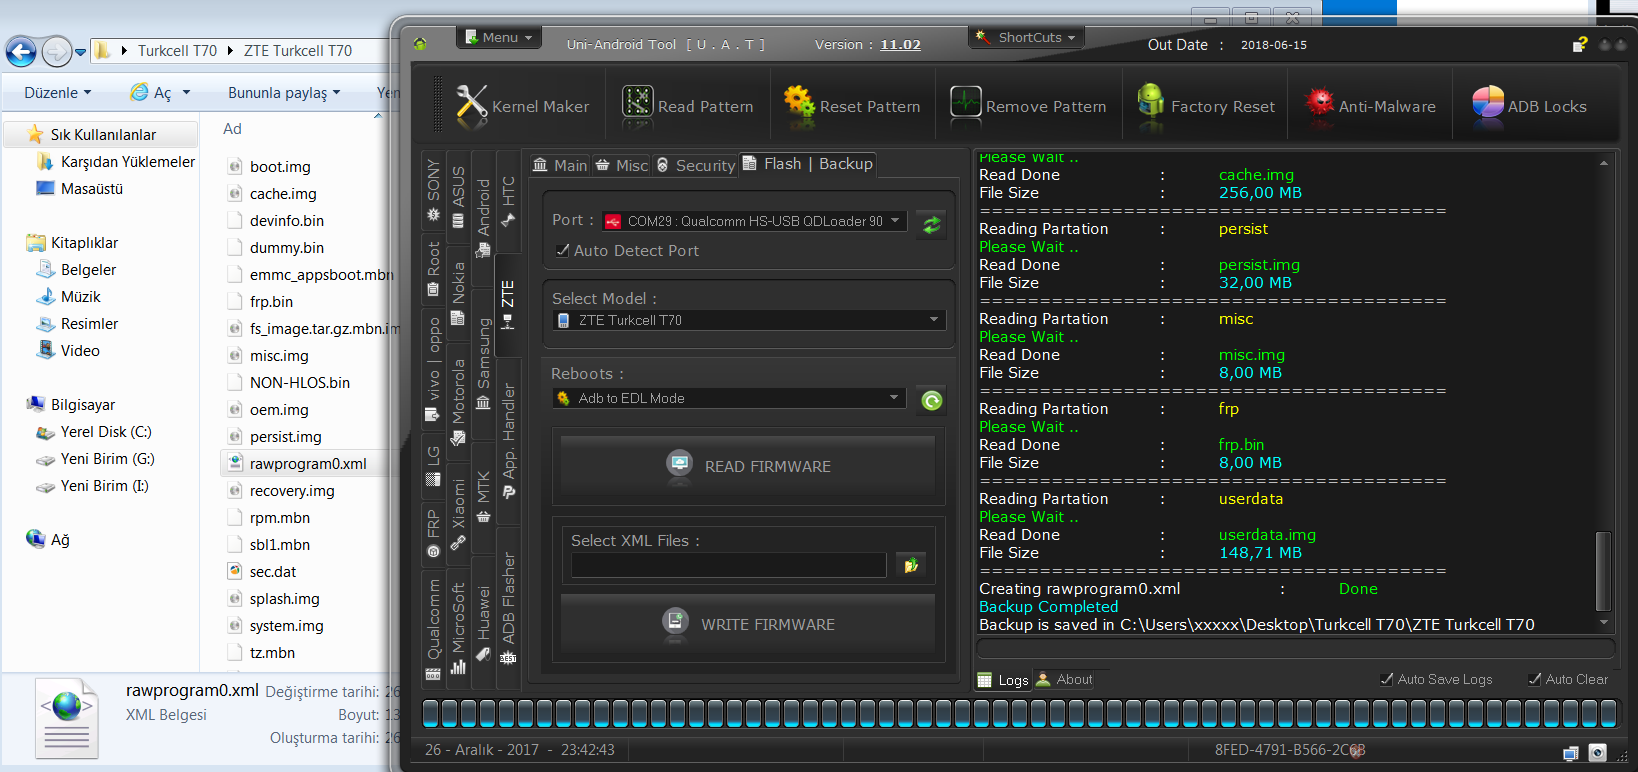 Turkcell T70 ZTE Turkcell T70
Düzenle Aç Bununla paylaş
Ad
Sık Kullanılanlar
Karşıdan Yüklemeler
Masaüstü
Kitaplıklar
Belgeler
Müzik
Resimler
Video
Bilgisayar
Yerel Disk (C:)
Yeni Birim (G:)
Yeni Birim (I:)
Ağ
boot.img
cache.img
devinfo.bin
dummy.bin
emmc_appsboot.mbn
frp.bin
fs_image.tar.gz.mbn.im
misc.img
NON-HLOS.bin
oem.img
persist.img
rawprogram0.xml
recovery.img
rpm.mbn
sbl1.mbn
sec.dat
splash.img
system.img
tz.mbn
rawprogram0.xml Değiştirme tarihi: 26
XML Belgesi Boyut: 13
Oluşturma tarihi: 26
Menu
Uni-Android Tool [ U . A . T ]
Version : 11.02
ShortCuts
Out Date : 2018-06-15
Kernel Maker
Read Pattern
Reset Pattern
Remove Pattern
Factory Reset
Anti-Malware
ADB Locks
SONY
Root
vivo | oppo
LG
FRP
Qualcomm
ASUS
Nokia
Motorola
Xiaomi
MicroSoft
Android
Samsung
MTK
Huawei
HTC
ZTE
App. Handler
ADB Flasher
Main
Misc
Security
Flash | Backup
Port : COM29 : Qualcomm HS-USB QDLoader 90
Auto Detect Port
Select Model :
ZTE Turkcell T70
Reboots :
Adb to EDL Mode
READ FIRMWARE
Select XML Files :
WRITE FIRMWARE
Please Wait ..
Read Done : cache.img
File Size : 256,00 MB
============================================
Reading Partation : persist
Please Wait ..
Read Done : persist.img
File Size : 32,00 MB
============================================
Reading Partation : misc
Please Wait ..
Read Done : misc.img
File Size : 8,00 MB
============================================
Reading Partation : frp
Please Wait ..
Read Done : frp.bin
File Size : 8,00 MB
============================================
Reading Partation : userdata
Please Wait ..
Read Done : userdata.img
File Size : 148,71 MB
============================================
Creating rawprogram0.xml : Done
Backup Completed
Backup is saved in C:\Users\xxxxx\Desktop\Turkcell T70\ZTE Turkcell T70
Logs
About
Auto Save Logs
Auto Clear
26 - Aralık - 2017 - 23:42:43